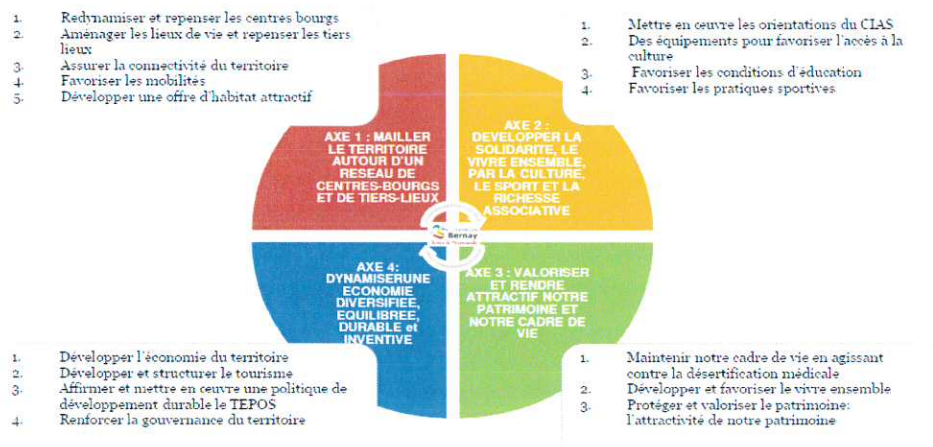 1. Redynamiser et repenser les centres bourgs
2. Aménager les lieux de vie et repenser les tiers
lieux
3. Assurer la connectivité du territoire
4. Favoriser les mobilités
5. Développer une offre d'habitat attractif
1. Mettre en œuvre les orientations du CIAS
2. Des équipements pour favoriser l'accès à la
culture
3. Favoriser les conditions d'éducation
4. Favoriser les pratiques sportives
AXE 1 : MAILLER
LE TERRITOIRE
AUTOUR D'UN
RESEAU DE
CENTRES-BOURGS
ET DE TIERS-LIEUX
AXE 2 :
DEVELOPPER LA
SOLIDARITE, LE
VIVRE ENSEMBLE,
PAR LA CULTURE,
LE SPORT ET LA
RICHESSE
ASSOCIATIVE
Bernay
AXE 4:
DYNAMISERUNE
ECONOMIE
DIVERSIFIEE,
EQUILIBREE,
DURABLE et
INVENTIVE
AXE 3 : VALORISER
ET RENDRE
ATTRACTIF NOTRE
PATRIMOINE ET
NOTRE CADRE DE
VIE
1. Développer l'économie du territoire
2. Développer et structurer le tourisme
3. Affirmer et mettre en œuvre une politique de
développement durable le TEPOS
4. Renforcer la gouvernance du territoire
1. Maintenir notre cadre de vie en agissant
contre la désertification médicale
2. Développer et favoriser le vivre ensemble
3. Protéger et valoriser le patrimoine:
l'attractivité de notre patrimoine